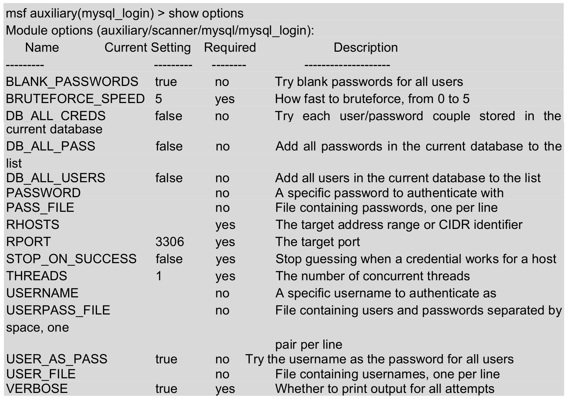 msf auxiliary(mysql_login) > show options
Module options (auxiliary/scanner/mysql/mysql_login):
Name Current Setting Required Description
--------- --------- -------- --------------------
BLANK_PASSWORDS true no Try blank passwords for all users
BRUTEFORCE_SPEED 5 yes How fast to bruteforce, from 0 to 5
DB_ALL_CREDS false no Try each user/password couple stored in the
current database
DB_ALL_PASS false no Add all passwords in the current database to the
list
DB_ALL_USERS false no Add all users in the current database to the list
PASSWORD no A specific password to authenticate with
PASS_FILE no File containing passwords, one per line
RHOSTS yes The target address range or CIDR identifier
RPORT 3306 yes The target port
STOP_ON_SUCCESS false yes Stop guessing when a credential works for a host
THREADS 1 yes The number of concurrent threads
USERNAME no A specific username to authenticate as
USERPASS_FILE no File containing users and passwords separated by
space, one
pair per line
USER_AS_PASS true no Try the username as the password for all users
USER_FILE no File containing usernames, one per line
VERBOSE true yes Whether to print output for all attempts